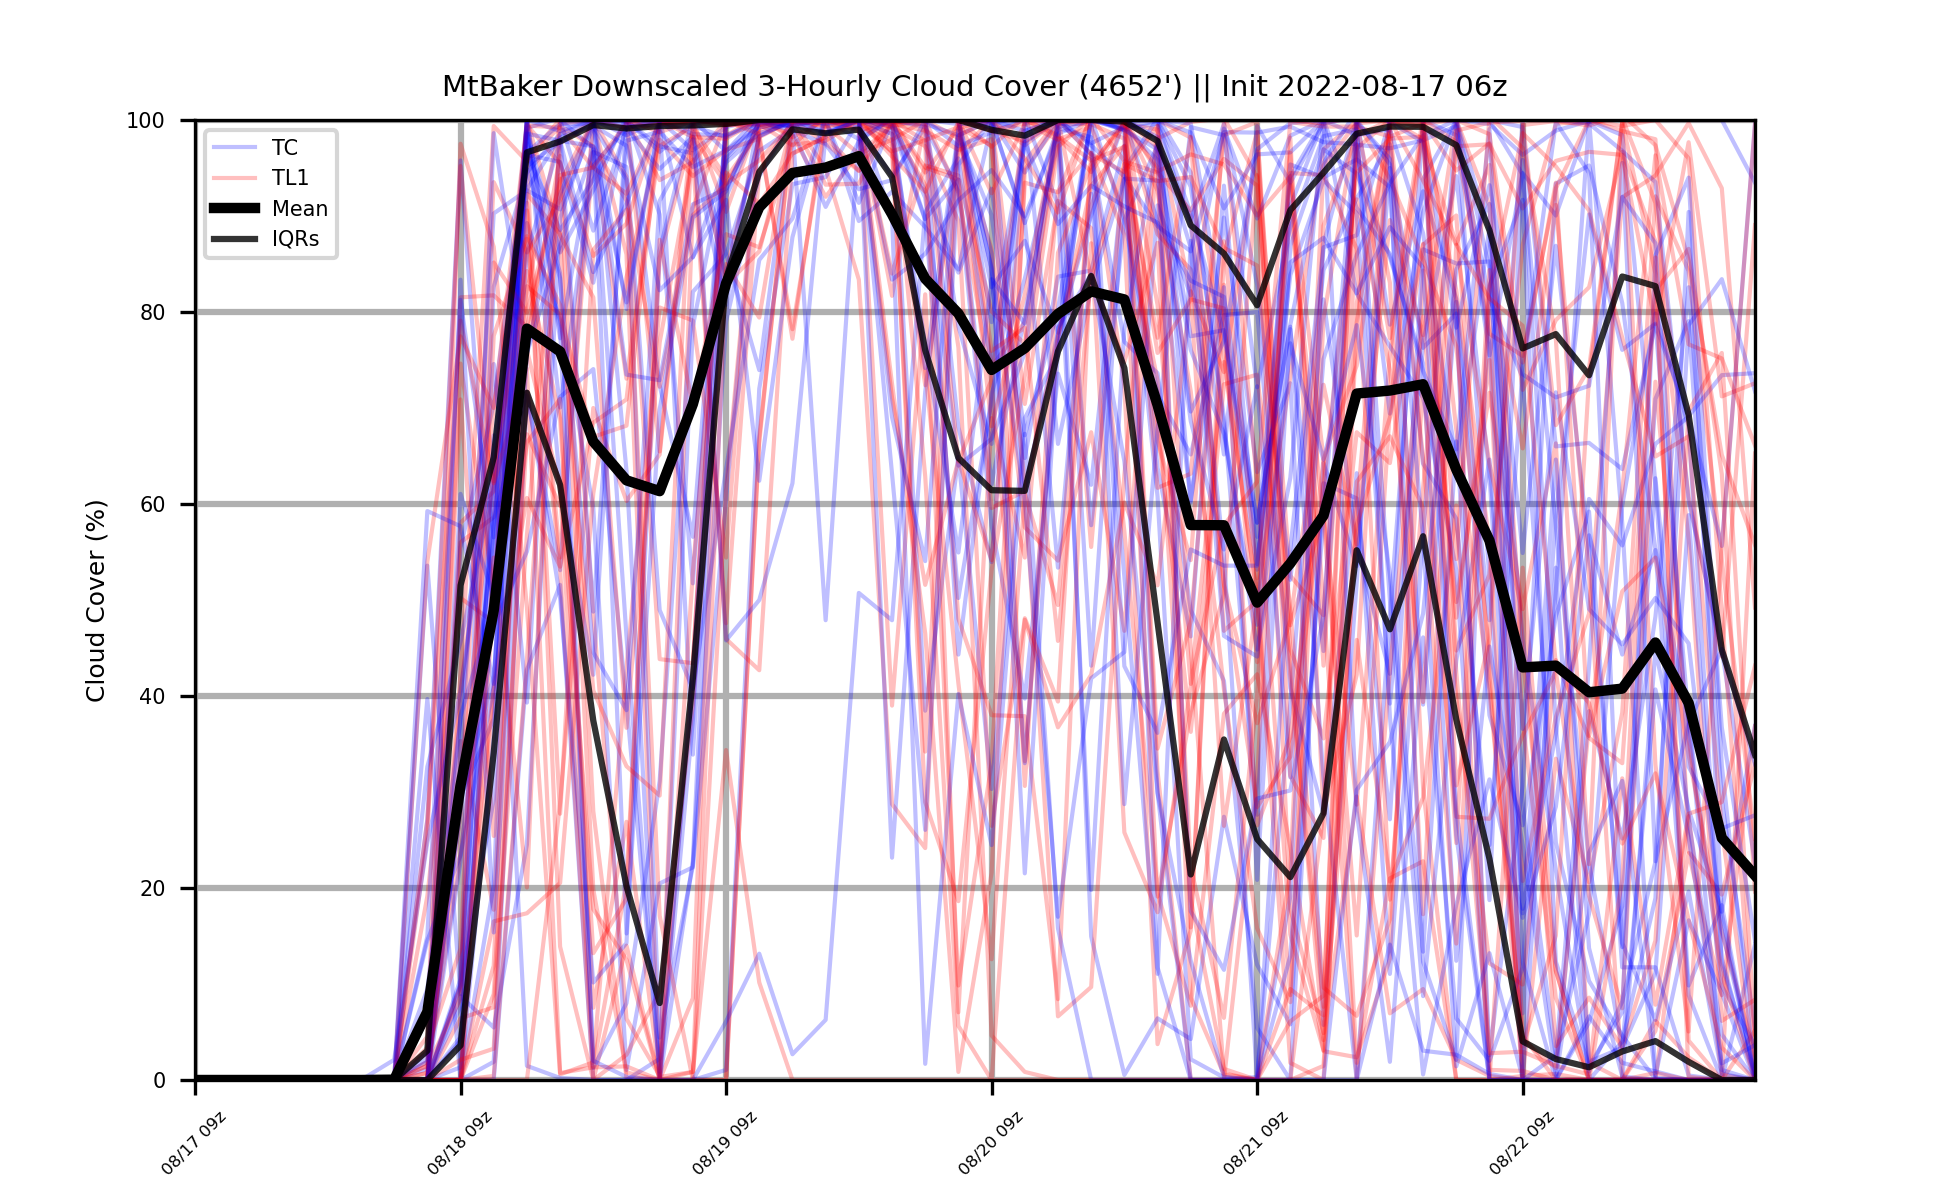 MtBaker Downscaled 3-Hourly Cloud Cover (4652') || Init 2022-08-17 06z
100
80
60
40
20
0
Cloud Cover (%)
TC
TL1
Mean
IQRs
08/17 09z
08/18 09z
08/19 09z
08/20 09z
08/21 09z
08/22 09z